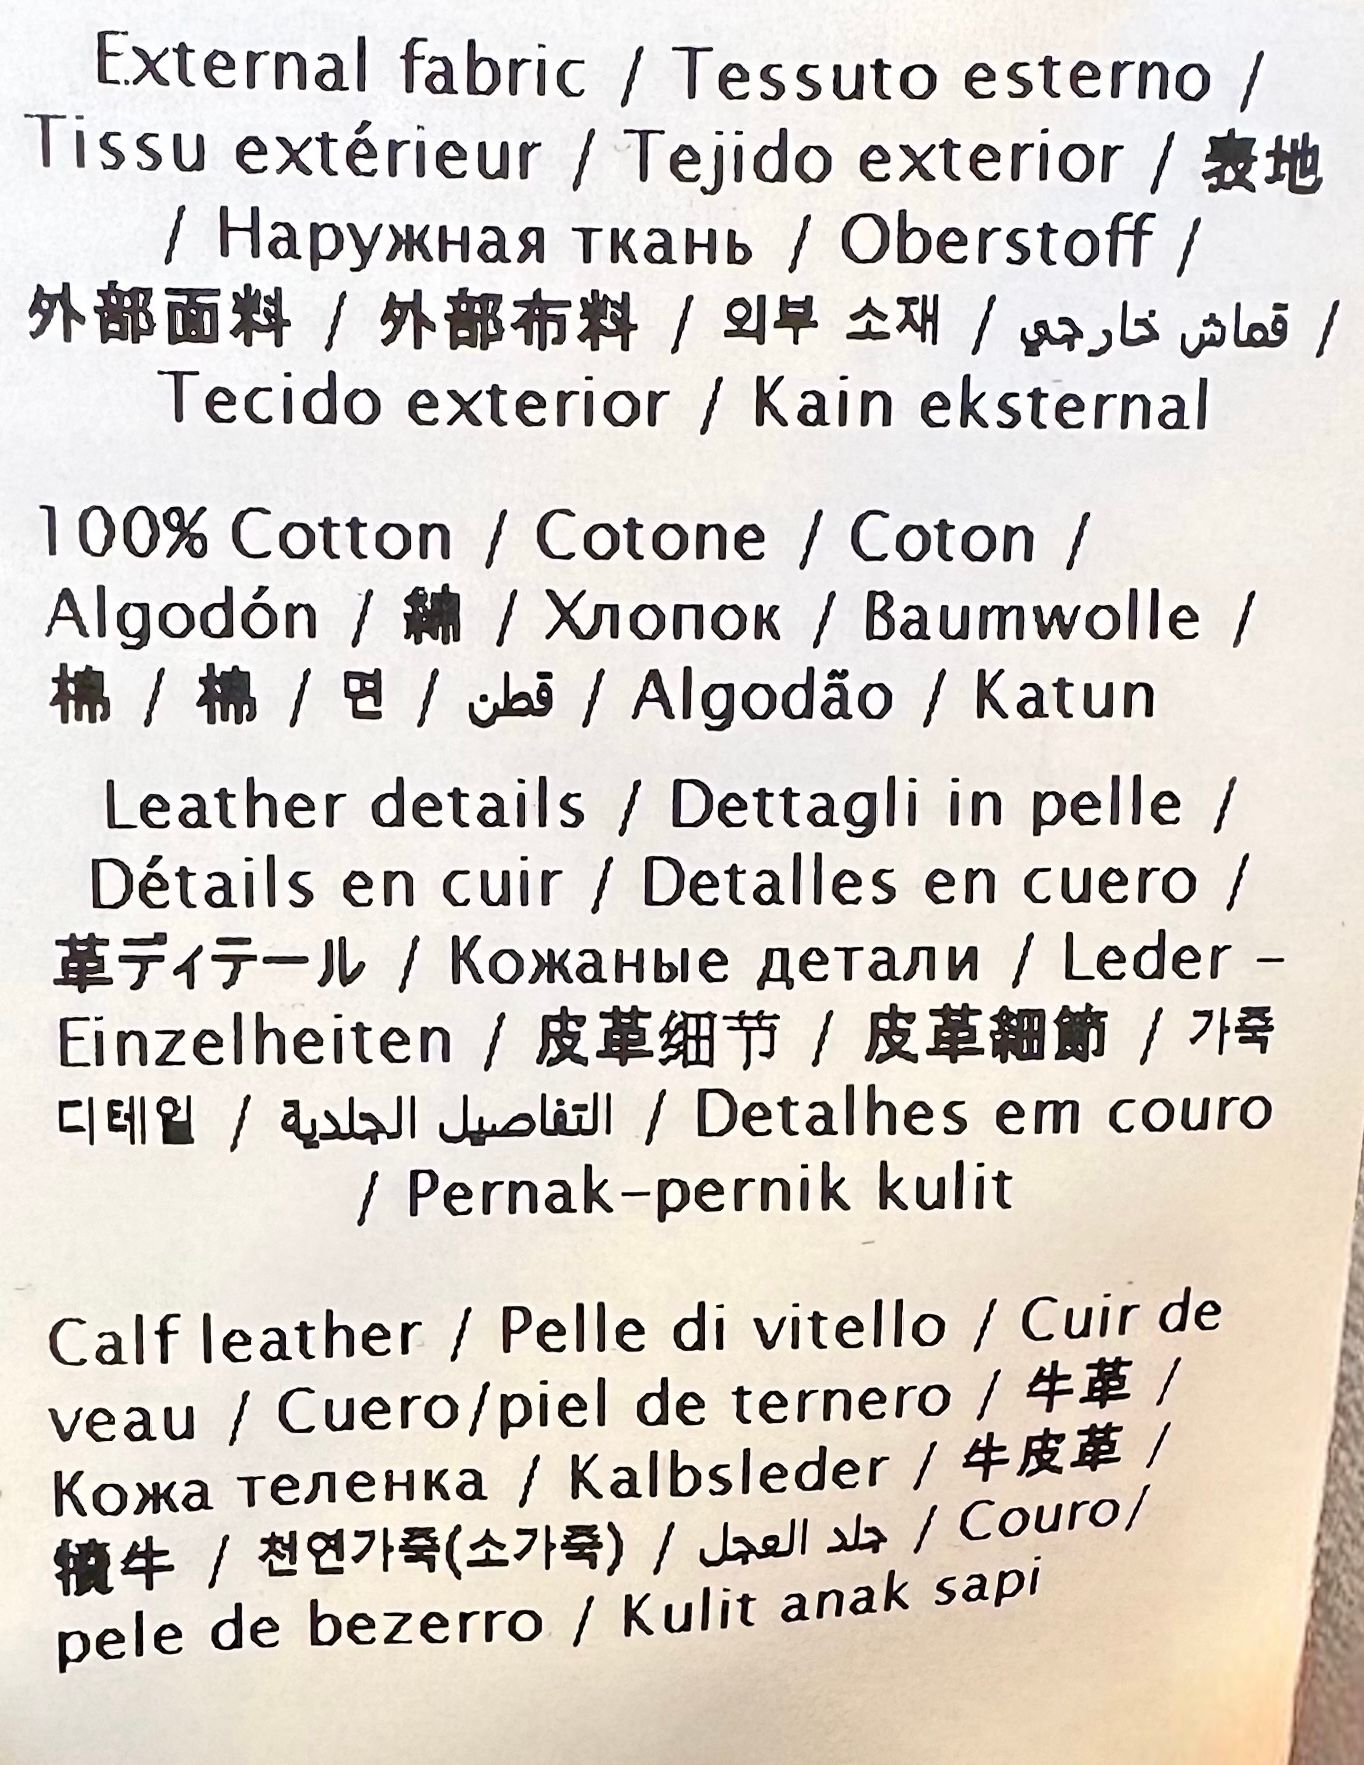 External fabric / Tessuto esterno /
Tissu extérieur / Tejido exterior / 表地
/ Наружная ткань / Oberstoff /
外部面料 / 外部布料 / 외부 소재 / قماش خارجي /
Tecido exterior / Kain eksternal
100% Cotton / Cotone / Coton /
Algodón / 綿 / Хлопок / Baumwolle /
棉 / 棉 / 면 / قطن / Algodão / Katun
Leather details / Dettagli in pelle /
Détails en cuir / Detalles en cuero /
革ディテール / Кожаные детали / Leder -
Einzelheiten / 皮革细节 / 皮革細節 / 가죽
디테일 / التفاصيل الجلدية / Detalhes em couro
/ Pernak-pernik kulit
Calf leather / Pelle di vitello / Cuir de
veau / Cuero/piel de ternero / 牛革 /
Кожа теленка / Kalbsleder / 牛皮革 /
犢牛 / 천연가죽(소가죽) / جلد العجل / Couro/
pele de bezerro / Kulit anak sapi